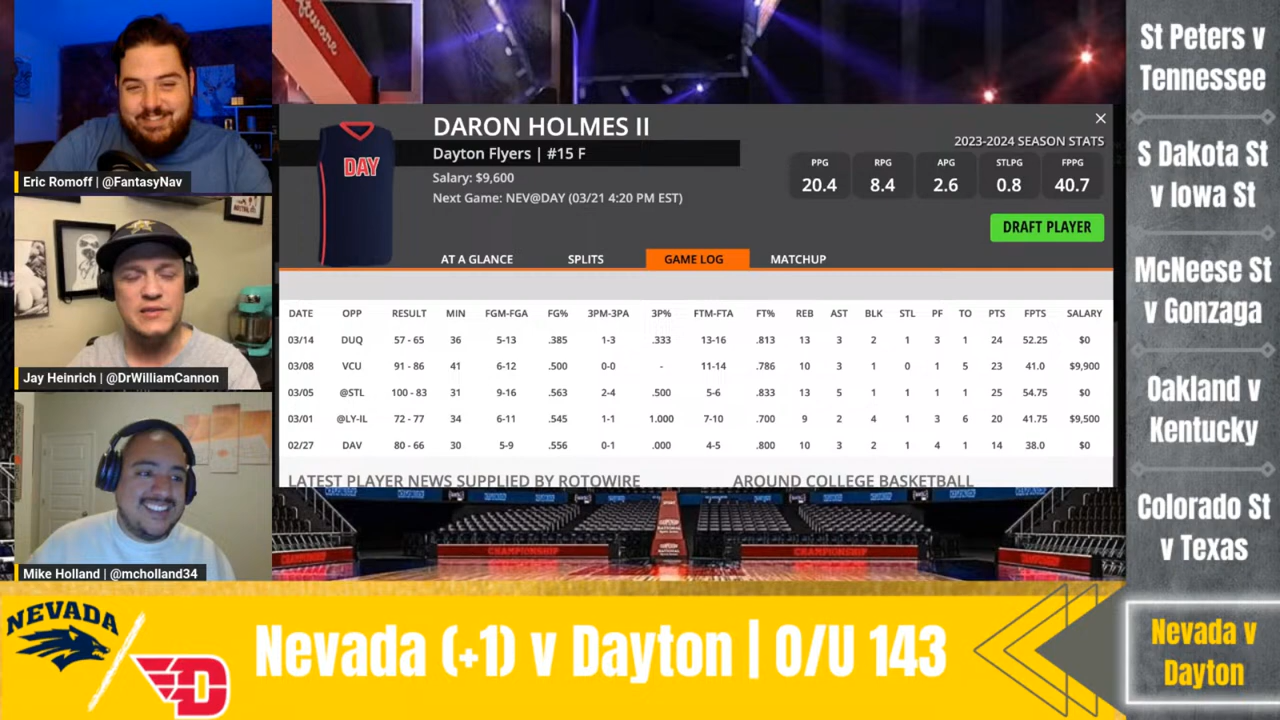 Eric Romoff | @FantasyNav
Jay Heinrich | @DrWilliamCannon
Mike Holland | @mcholland34
DAY
DARON HOLMES II
Dayton Flyers | #15 F
Salary: $9,600
Next Game: NEV@DAY (03/21 4:20 PM EST)
2023-2024 SEASON STATS
PPG RPG APG STLPG FPPG
20.4 8.4 2.6 0.8 40.7
DRAFT PLAYER
AT A GLANCE SPLITS GAME LOG MATCHUP
DATE OPP RESULT MIN FGM-FGA FG% 3PM-3PA 3P% FTM-FTA FT% REB AST BLK STL PF TO PTS FPTS SALARY
03/14 DUQ 57 - 65 36 5-13 .385 1-3 .333 13-16 .813 13 3 2 1 3 1 24 52.25 $0
03/08 VCU 91 - 86 41 6-12 .500 0-0 - 11-14 .786 10 3 1 0 1 5 23 41.0 $9,900
03/05 @STL 100 - 83 31 9-16 .563 2-4 .500 5-6 .833 13 5 1 1 1 1 25 54.75 $0
03/01 @LY-IL 72 - 77 34 6-11 .545 1-1 1.000 7-10 .700 9 2 4 1 3 6 20 41.75 $9,500
02/27 DAV 80 - 66 30 5-9 .556 0-1 .000 4-5 .800 10 3 2 1 4 1 14 38.0 $0
LATEST PLAYER NEWS SUPPLIED BY ROTOWIRE AROUND COLLEGE BASKETBALL
CHAMPIONSHIP
CHAMPIONSHIP
St Peters v
Tennessee
S Dakota St
v Iowa St
McNeese St
v Gonzaga
Oakland v
Kentucky
Colorado St
v Texas
Nevada v
Dayton
NEVADA
D
Nevada (+1) v Dayton | O/U 143